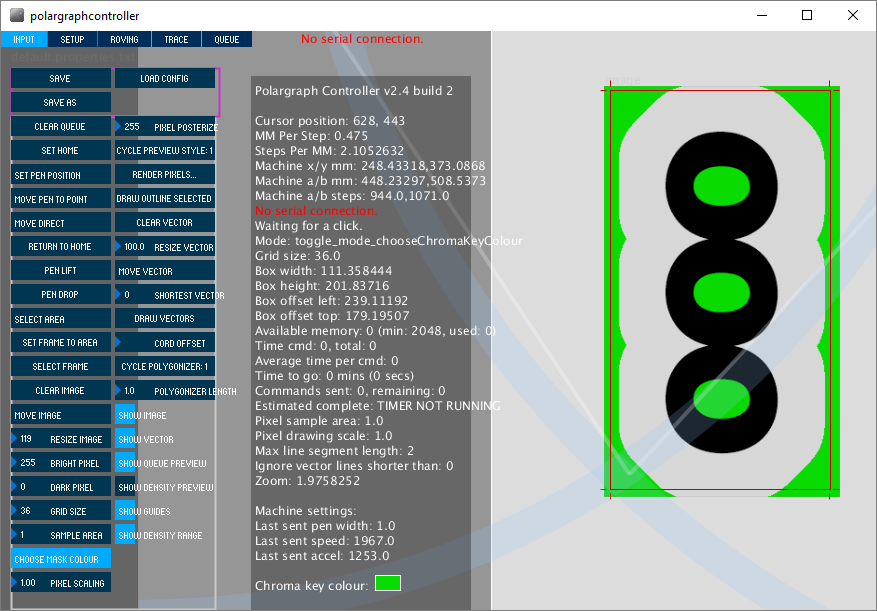 polargraphcontroller
INPUT SETUP ROVING TRACE QUEUE
No serial connection.
default.properties.txt
SAVE LOAD CONFIG
SAVE AS
CLEAR QUEUE 255 PIXEL POSTERIZE
SET HOME CYCLE PREVIEW STYLE: 1
SET PEN POSITION RENDER PIXELS...
MOVE PEN TO POINT DRAW OUTLINE SELECTED
MOVE DIRECT CLEAR VECTOR
RETURN TO HOME 100.0 RESIZE VECTOR
PEN LIFT MOVE VECTOR
PEN DROP 0 SHORTEST VECTOR
SELECT AREA DRAW VECTORS
SET FRAME TO AREA CORD OFFSET
SELECT FRAME CYCLE POLYGONIZER: 1
CLEAR IMAGE 1.0 POLYGONIZER LENGTH
MOVE IMAGE SHOW IMAGE
119 RESIZE IMAGE SHOW VECTOR
255 BRIGHT PIXEL SHOW QUEUE PREVIEW
0 DARK PIXEL SHOW DENSITY PREVIEW
36 GRID SIZE SHOW GUIDES
1 SAMPLE AREA SHOW DENSITY RANGE
CHOOSE MASK COLOUR
1.00 PIXEL SCALING
Polargraph Controller v2.4 build 2
Cursor position: 628, 443
MM Per Step: 0.475
Steps Per MM: 2.1052632
Machine x/y mm: 248.43318,373.0868
Machine a/b mm: 448.23297,508.5373
Machine a/b steps: 944.0,1071.0
No serial connection.
Waiting for a click.
Mode: toggle_mode_chooseChromaKeyColour
Grid size: 36.0
Box width: 111.358444
Box height: 201.83716
Box offset left: 239.11192
Box offset top: 179.19507
Available memory: 0 (min: 2048, used: 0)
Time cmd: 0, total: 0
Average time per cmd: 0
Time to go: 0 mins (0 secs)
Commands sent: 0, remaining: 0
Estimated complete: TIMER NOT RUNNING
Pixel sample area: 1.0
Pixel drawing scale: 1.0
Max line segment length: 2
Ignore vector lines shorter than: 0
Zoom: 1.9758252
Machine settings:
Last sent pen width: 1.0
Last sent speed: 1967.0
Last sent accel: 1253.0
Chroma key colour:
image